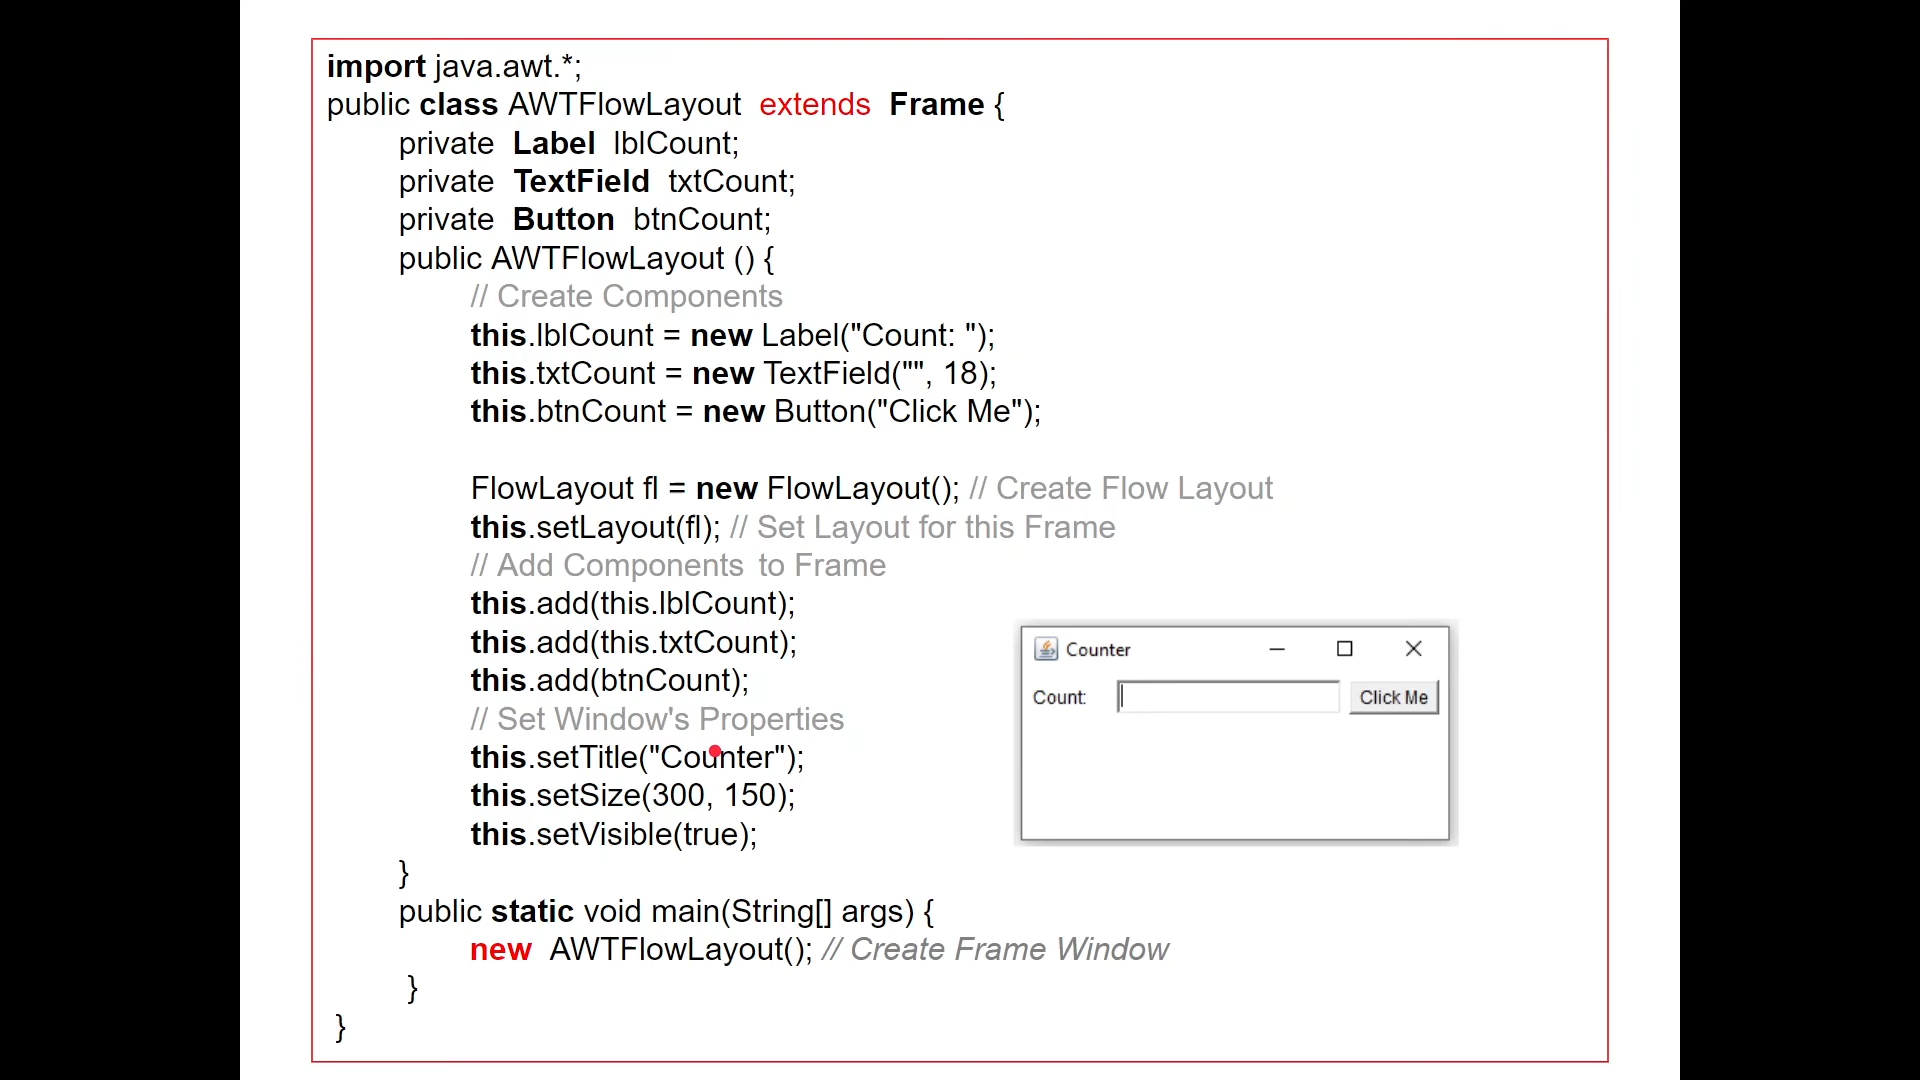 import java.awt.*;
public class AWTFlowLayout extends Frame {
private Label lblCount;
private TextField txtCount;
private Button btnCount;
public AWTFlowLayout () {
// Create Components
this.lblCount = new Label("Count: ");
this.txtCount = new TextField("", 18);
this.btnCount = new Button("Click Me");
FlowLayout fl = new FlowLayout(); // Create Flow Layout
this.setLayout(fl); // Set Layout for this Frame
// Add Components to Frame
this.add(this.lblCount);
this.add(this.txtCount);
this.add(btnCount);
// Set Window's Properties
this.setTitle("Counter");
this.setSize(300, 150);
this.setVisible(true);
}
public static void main(String[] args) {
new AWTFlowLayout(); // Create Frame Window
}
}
Counter
Count: Click Me